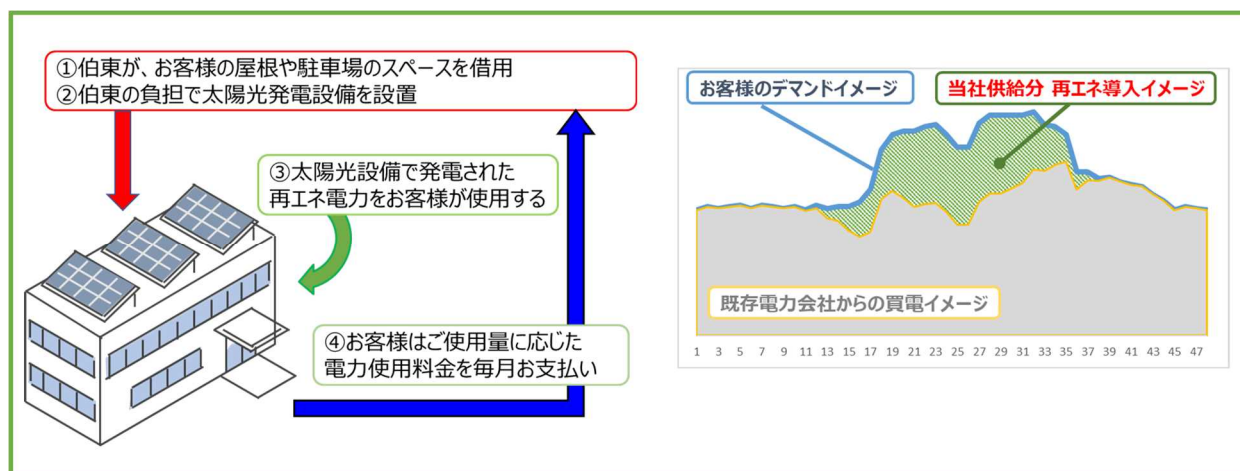 ①伯東が、お客様の屋根や駐車場のスペースを借用
②伯東の負担で太陽光発電設備を設置
③太陽光設備で発電された
再エネ電力をお客様が使用する
④お客様はご使用量に応じた
電力使用料金を毎月お支払い
お客様のデマンドイメージ
当社供給分 再エネ導入イメージ
既存電力会社からの買電イメージ
1 3 5 7 9 11 13 15 17 19 21 23 25 27 29 31 33 35 37 39 41 43 45 47